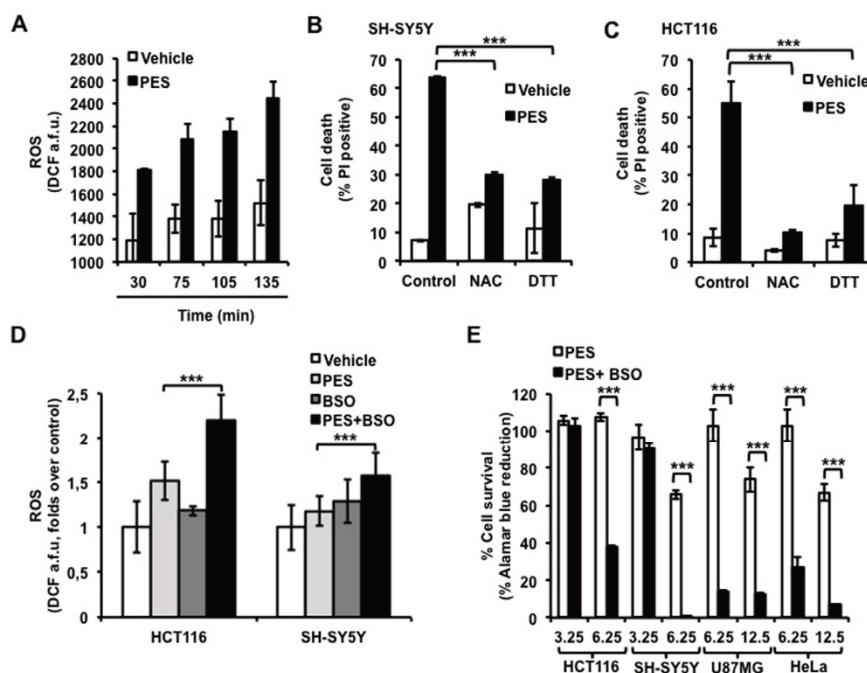 A
ROS
(DCF a.f.u.)
2800
2600
2400
2200
2000
1800
1600
1400
1200
1000
Vehicle
PES
30 75 105 135
Time (min)
B
SH-SY5Y
Cell death
(% PI positive)
70
60
50
40
30
20
10
0
***
***
Vehicle
PES
Control NAC DTT
C
HCT116
Cell death
(% PI positive)
70
60
50
40
30
20
10
0
***
***
Vehicle
PES
Control NAC DTT
D
ROS
(DCF a.f.u, folds over control)
2,5
2
1,5
1
0,5
0
Vehicle
PES
BSO
PES+BSO
***
***
HCT116 SH-SY5Y
E
PES
PES+ BSO
% Cell survival
(% Alamar blue reduction)
120
100
80
60
40
20
0
***
***
***
***
***
***
3.25 6.25 3.25 6.25 6.25 12.5 6.25 12.5
HCT116 SH-SY5Y U87MG HeLa